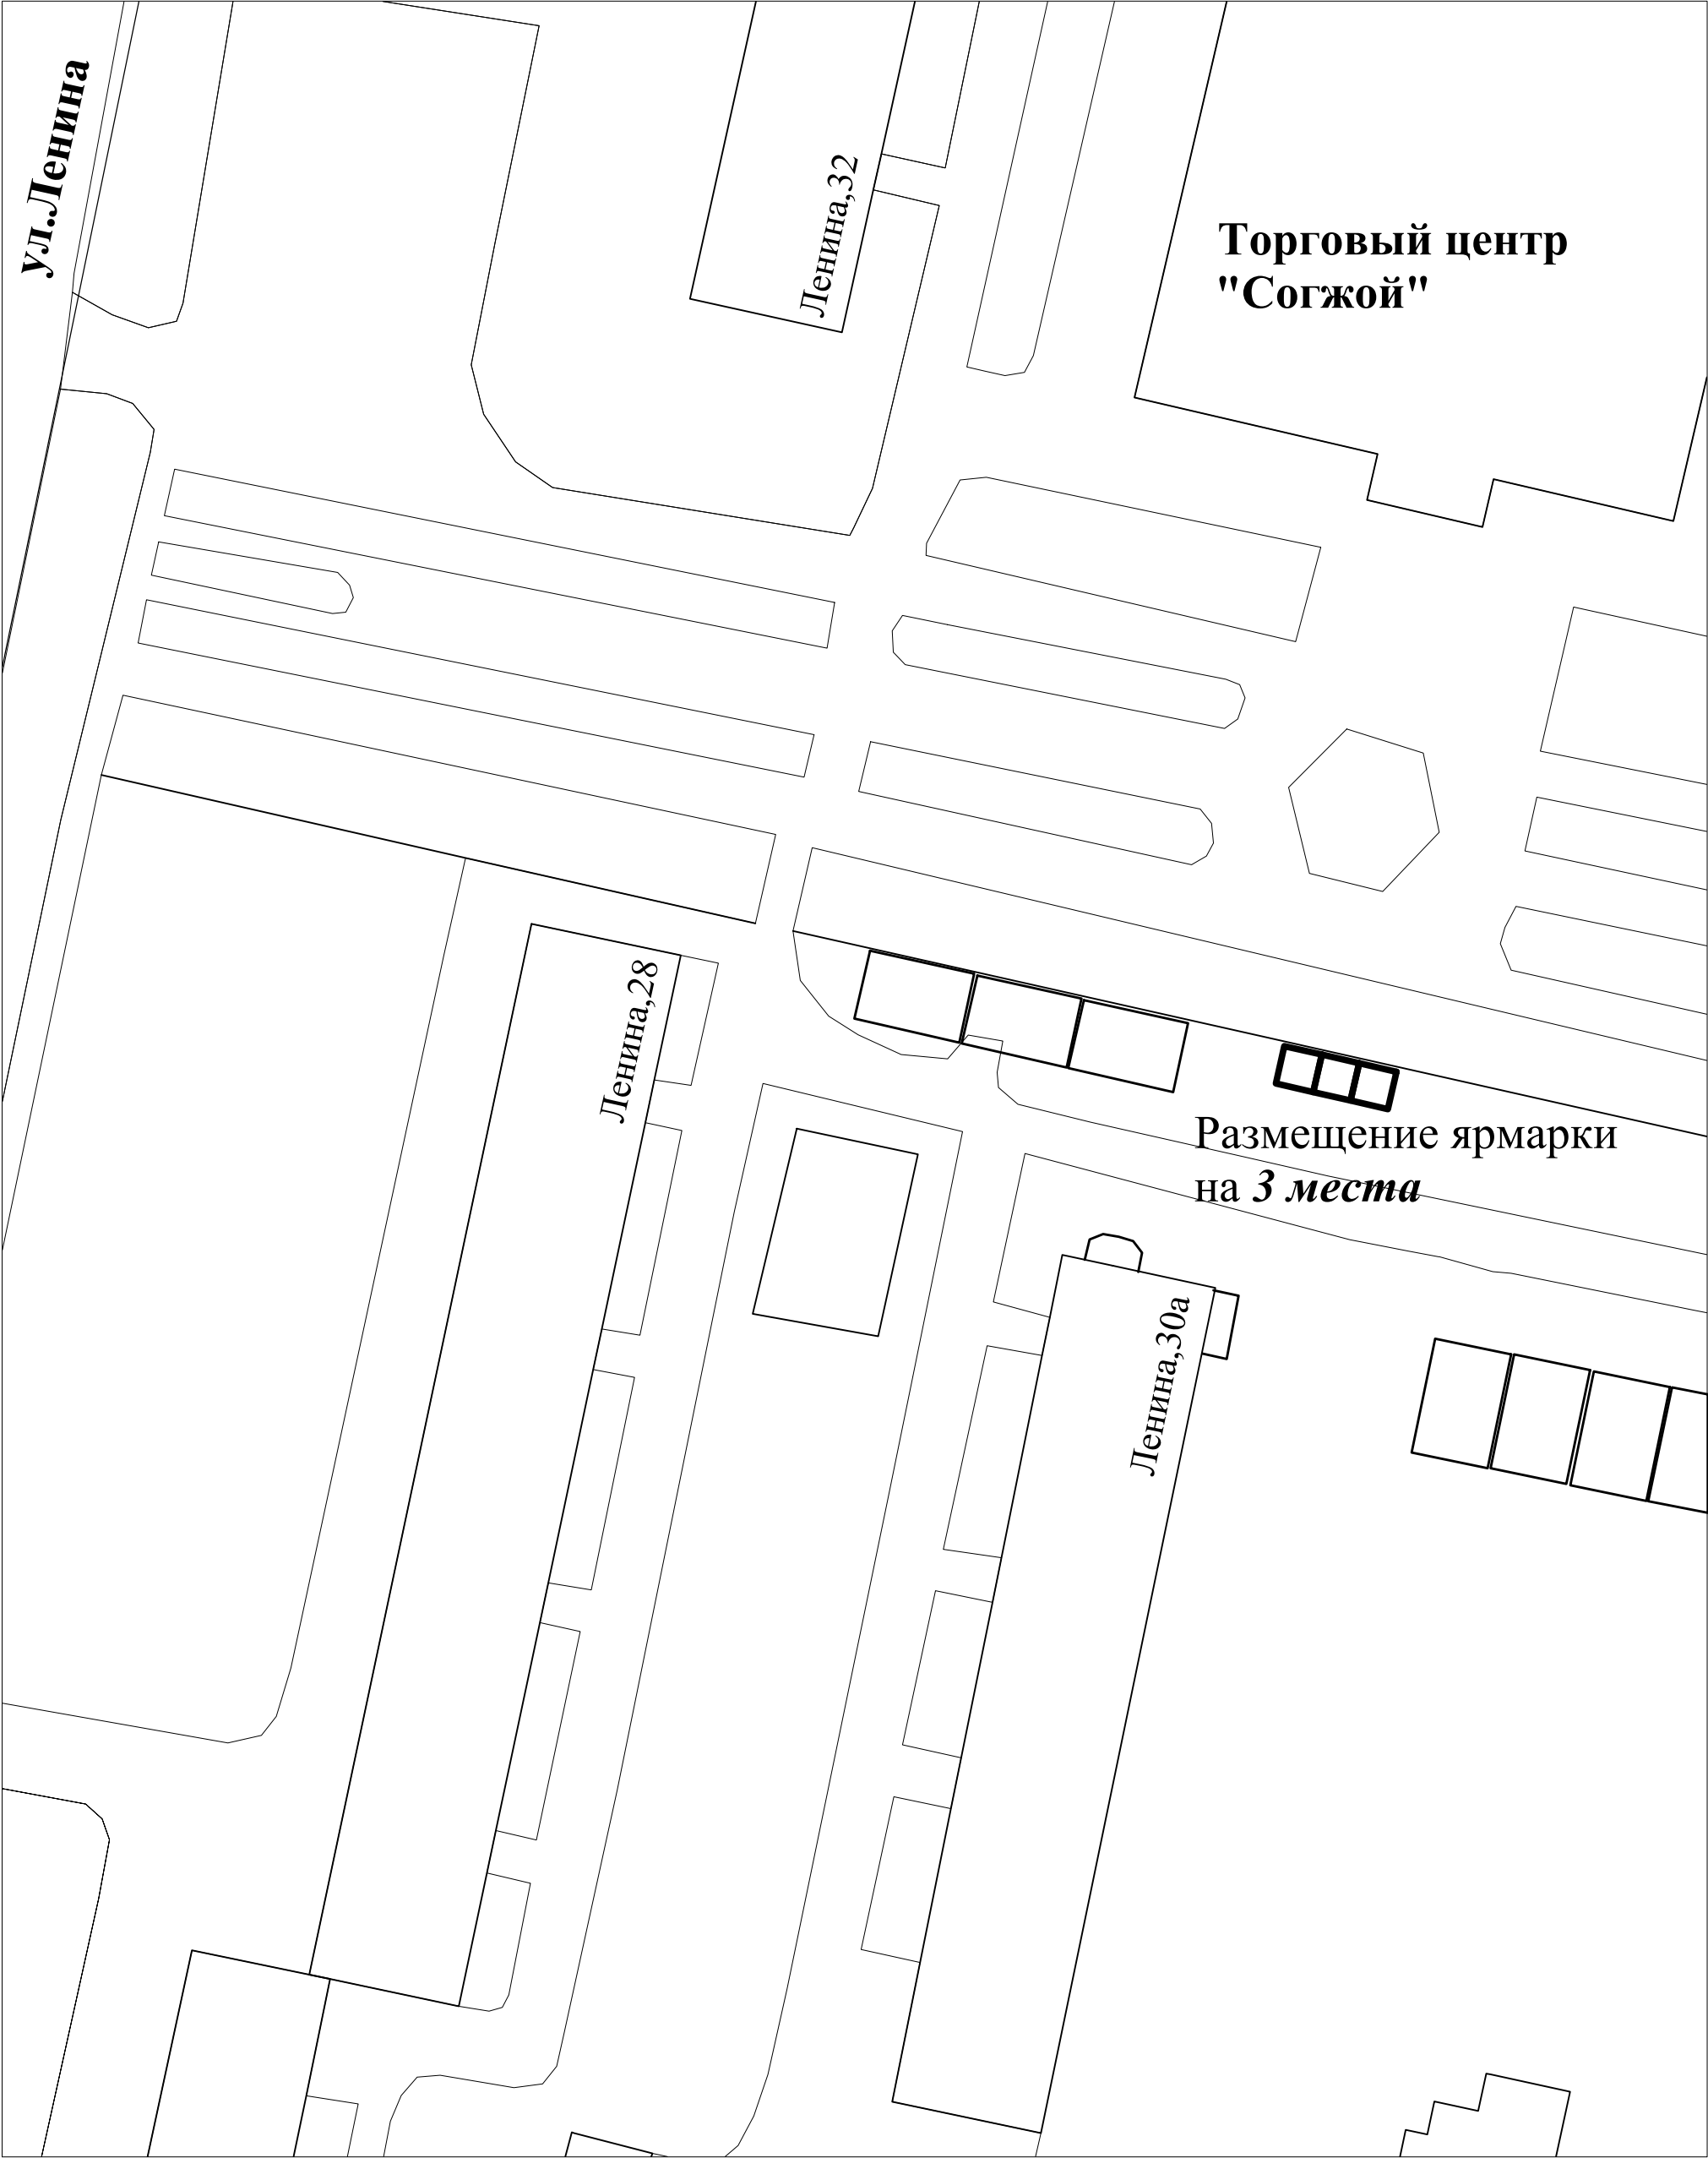 ул.Ленина
Ленина,32
Торговый центр
"Согжой"
Ленина,28
Размещение ярмарки
на 3 места
Ленина,30а